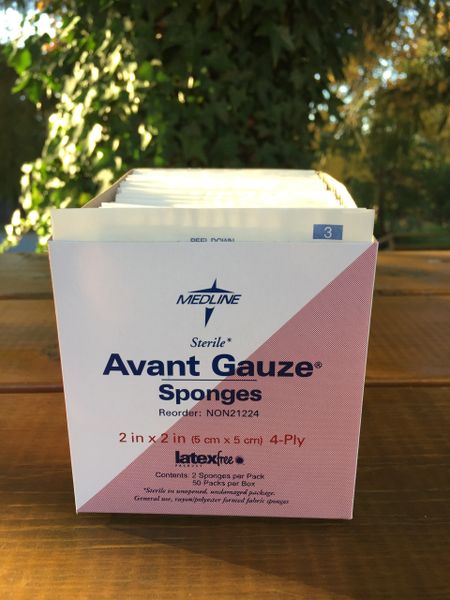 PEEL DOWN
3
MEDLINE
Sterile*
Avant Gauze®
Sponges
Reorder: NON21224
2 in x 2 in (5 cm x 5 cm) 4-Ply
latexfree
PRODUCT
Contents: 2 Sponges per Pack
50 Packs per Box
*Sterile in unopened, undamaged package.
General use, rayon/polyester formed fabric sponges